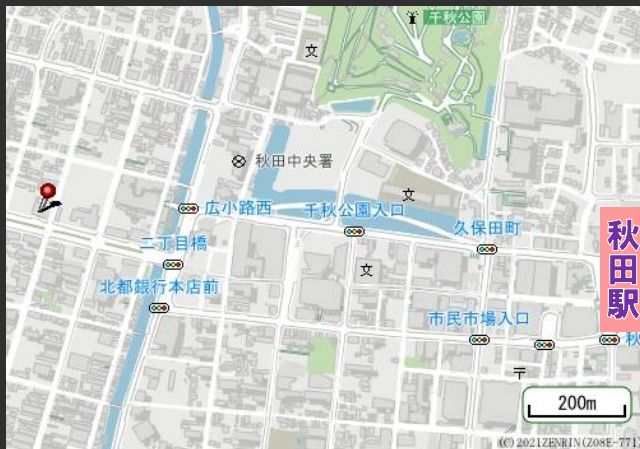 千秋公園
文
秋田中央署
文
広小路西
千秋公園入口
久保田町
秋田駅
二丁目橋
文
北都銀行本店前
市民市場入口
秋
200m
(C)2021ZENRIN(Z08E-771)